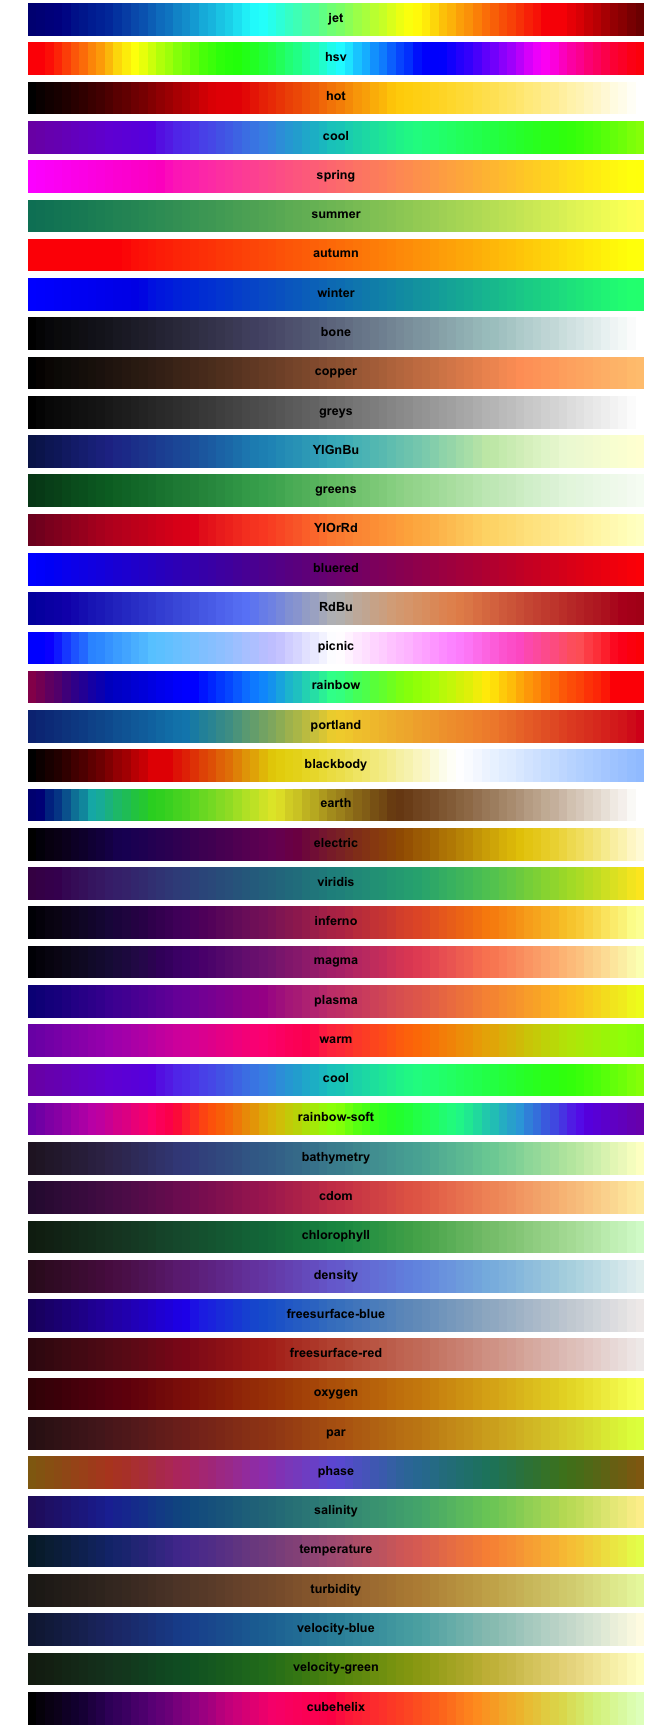 jet
hsv
hot
cool
spring
summer
autumn
winter
bone
copper
greys
YIGnBu
greens
YIOrRd
bluered
RdBu
picnic
rainbow
portland
blackbody
earth
electric
viridis
inferno
magma
plasma
warm
cool
rainbow-soft
bathymetry
cdom
chlorophyll
density
freesurface-blue
freesurface-red
oxygen
par
phase
salinity
temperature
turbidity
velocity-blue
velocity-green
cubehelix